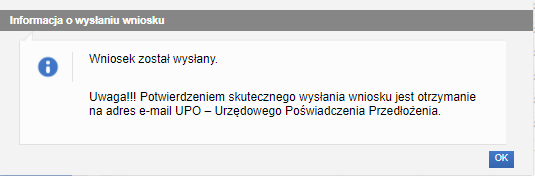 Informacja o wysłaniu wniosku
Wniosek został wysłany.
Uwaga!!! Potwierdzeniem skutecznego wysłania wniosku jest otrzymanie
na adres e-mail UPO – Urzędowego Poświadczenia Przedłożenia.
OK